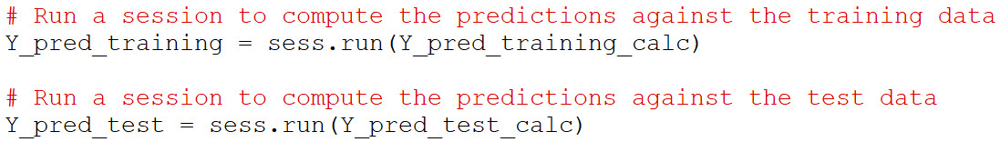 # Run a session to compute the predictions against the training data
Y_pred_training = sess.run(Y_pred_training_calc)
# Run a session to compute the predictions against the test data
Y_pred_test = sess.run(Y_pred_test_calc)